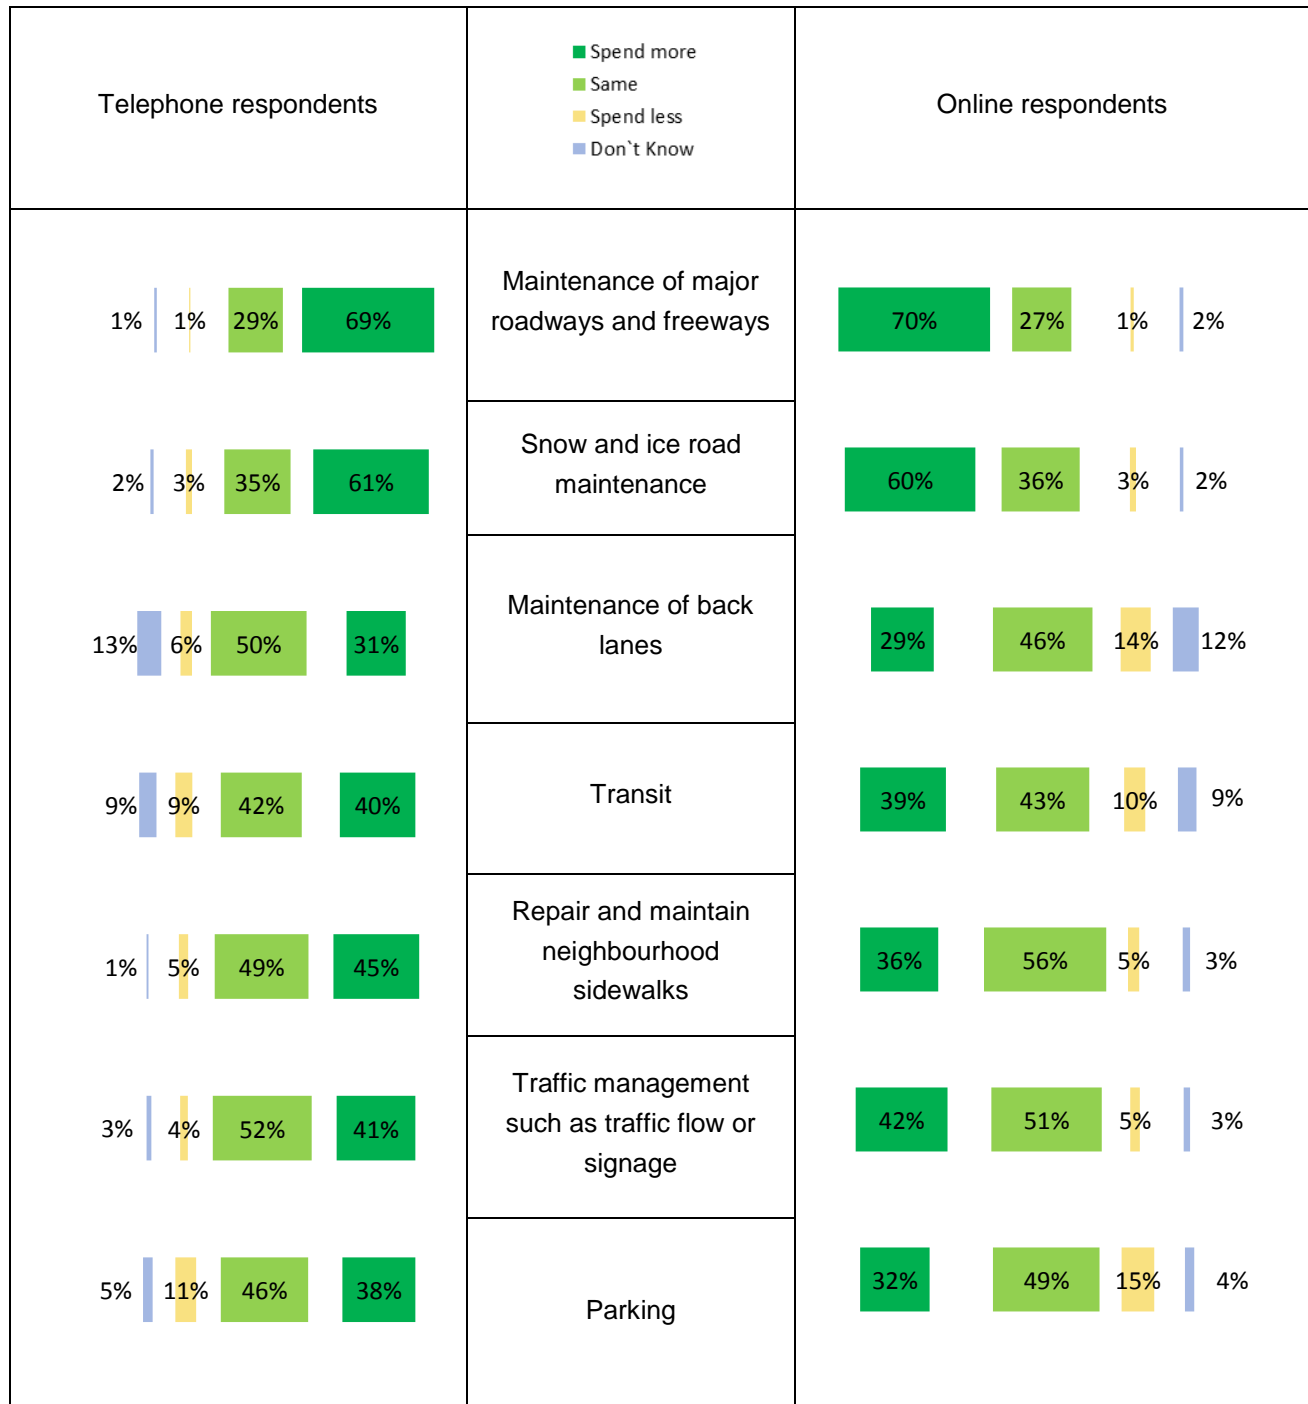 Telephone respondents
Spend more
Same
Spend less
Don`t Know
Online respondents
1% 1% 29% 69%
Maintenance of major
roadways and freeways
70% 27% 1% 2%
2% 3% 35% 61%
Snow and ice road
maintenance
60% 36% 3% 2%
13% 6% 50% 31%
Maintenance of back
lanes
29% 46% 14% 12%
9% 9% 42% 40%
Transit
39% 43% 10% 9%
1% 5% 49% 45%
Repair and maintain
neighbourhood
sidewalks
36% 56% 5% 3%
3% 4% 52% 41%
Traffic management
such as traffic flow or
signage
42% 51% 5% 3%
5% 11% 46% 38%
Parking
32% 49% 15% 4%